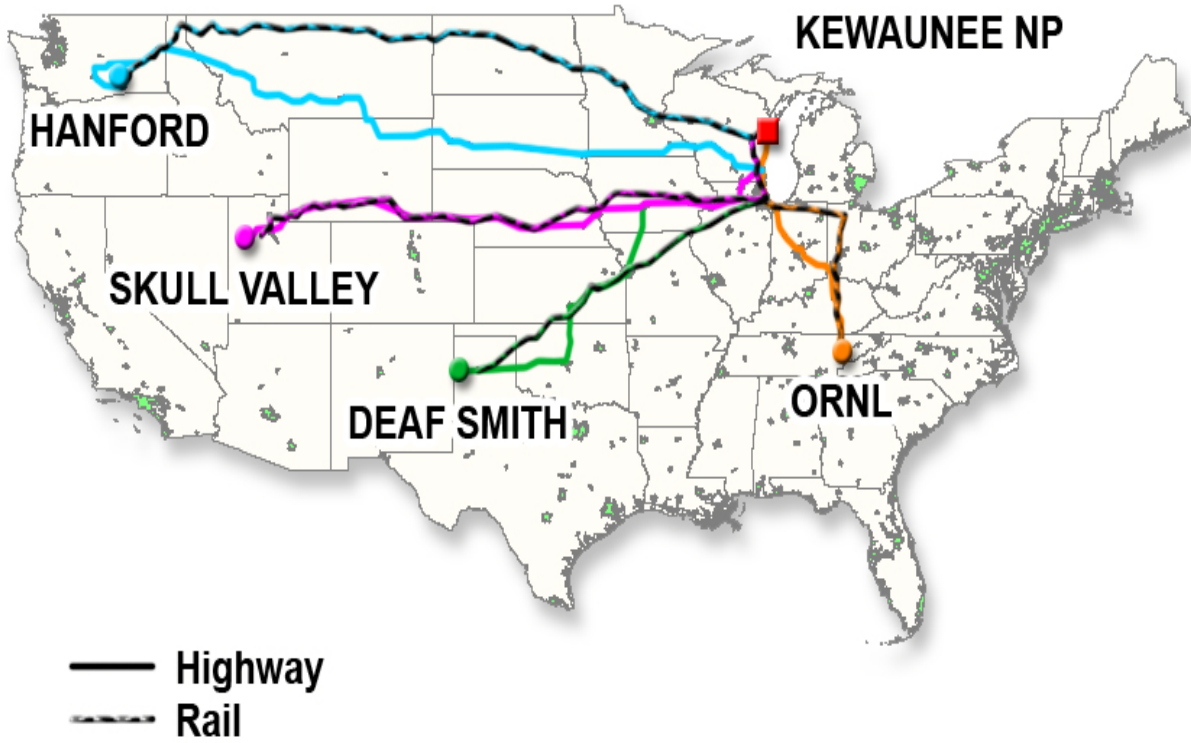 KEWAUNEE NP
HANFORD
SKULL VALLEY
DEAF SMITH
ORNL
Highway
Rail